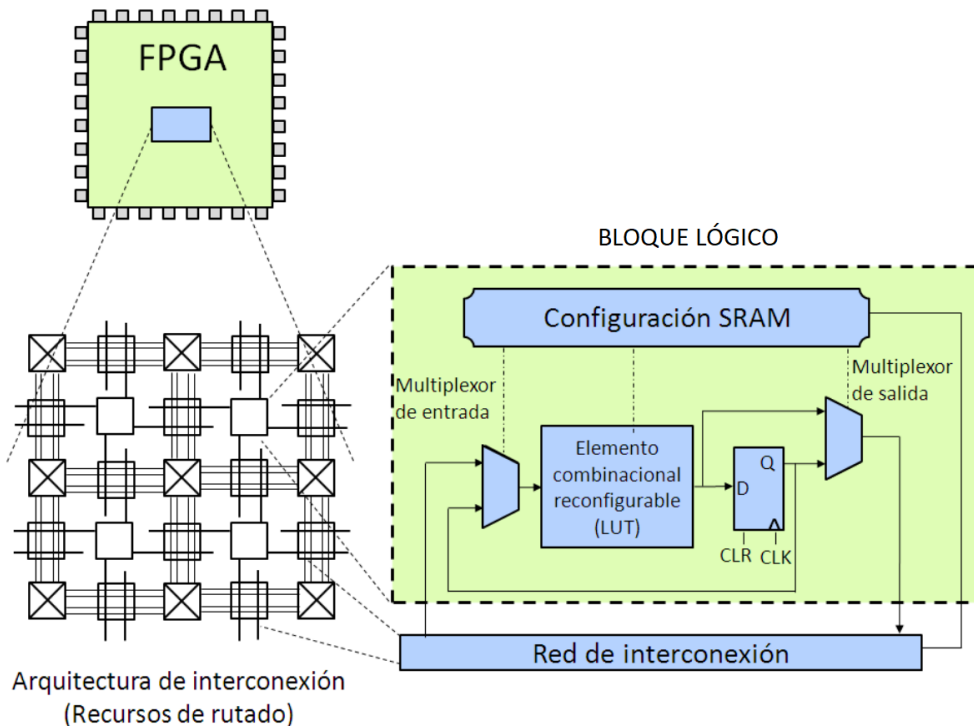 FPGA
BLOQUE LÓGICO
Configuración SRAM
Multiplexor
de entrada
Multiplexor
de salida
Elemento
combinacional
reconfigurable
(LUT)
Q
D
CLR
CLK
Red de interconexión
Arquitectura de interconexión
(Recursos de rutado)